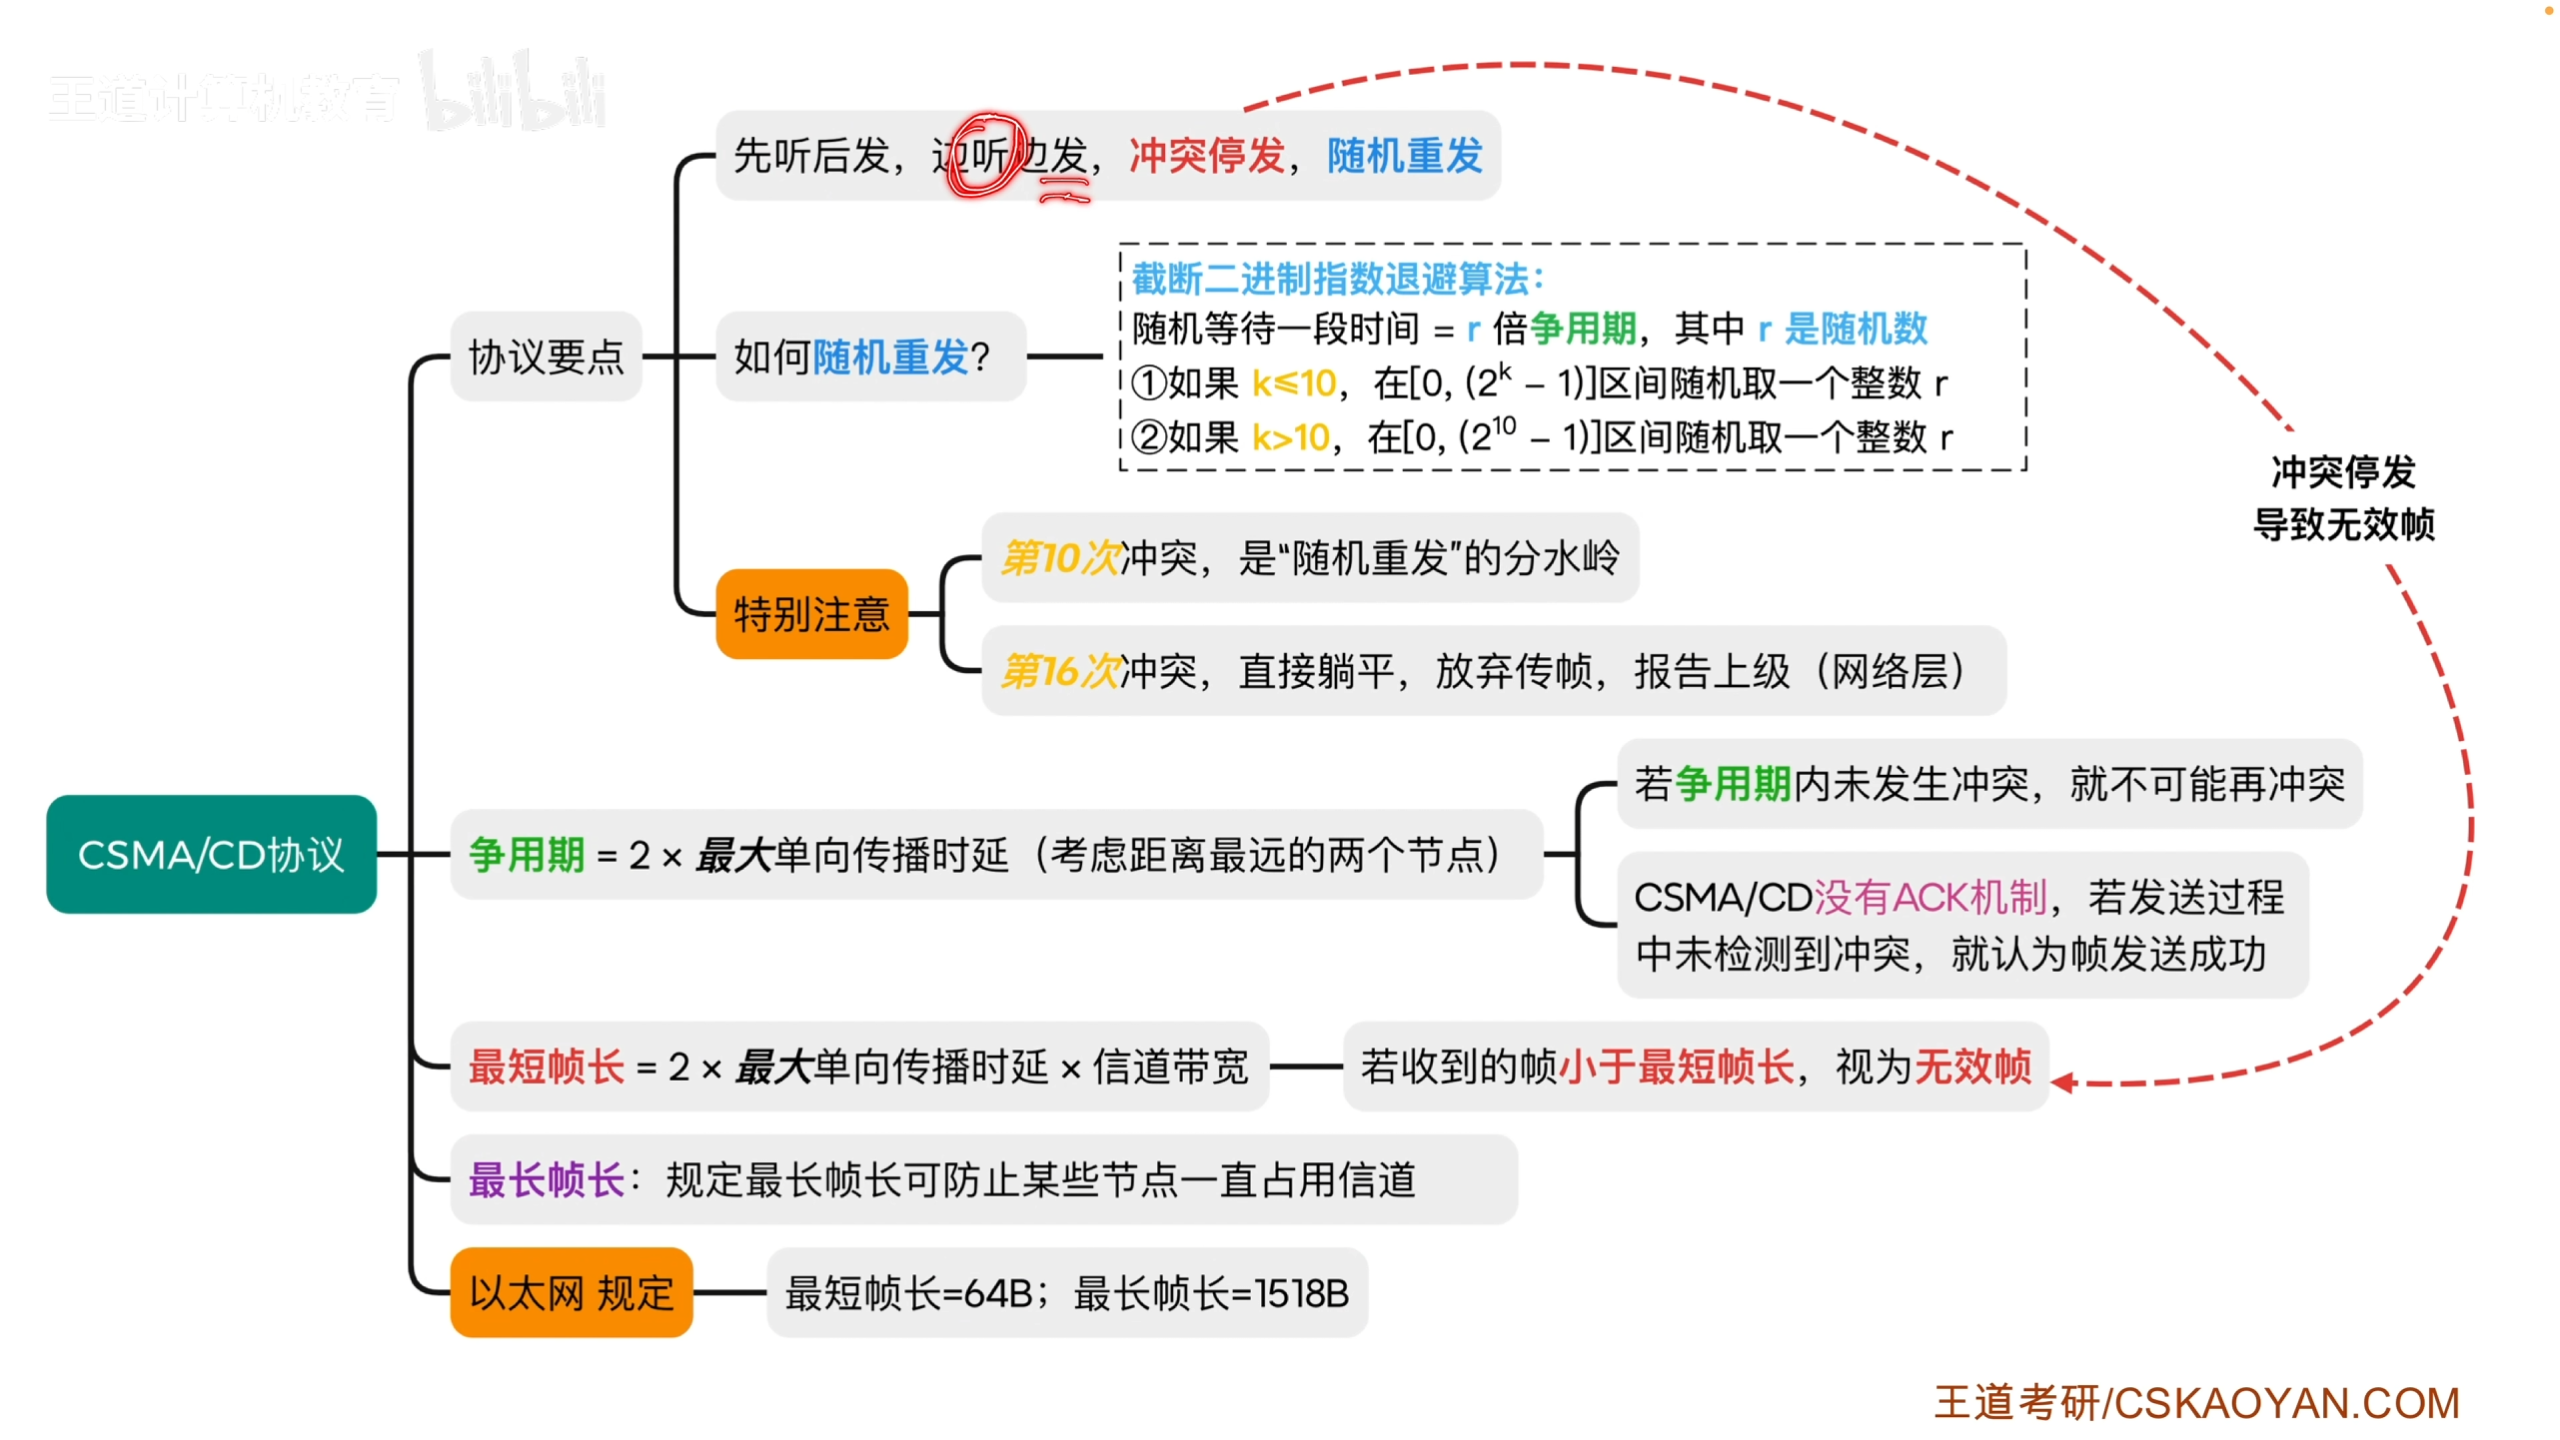 王道计算机教育 bilibili
先听后发，边听边发，冲突停发，随机重发
截断二进制指数退避算法：
随机等待一段时间 = r 倍争用期，其中 r 是随机数
①如果 k≤10，在[0, (2^k – 1)]区间随机取一个整数 r
②如果 k>10，在[0, (2^10 – 1)]区间随机取一个整数 r
协议要点
如何随机重发？
冲突停发
导致无效帧
特别注意
第10次冲突，是“随机重发”的分水岭
第16次冲突，直接躺平，放弃传帧，报告上级（网络层）
CSMA/CD协议
争用期 = 2 × 最大单向传播时延（考虑距离最远的两个节点）
若争用期内未发生冲突，就不可能再冲突
CSMA/CD没有ACK机制，若发送过程
中未检测到冲突，就认为帧发送成功
最短帧长 = 2 × 最大单向传播时延 × 信道带宽
若收到的帧小于最短帧长，视为无效帧
最长帧长：规定最长帧长可防止某些节点一直占用信道
以太网 规定
最短帧长=64B；最长帧长=1518B
王道考研/CSKAOYAN.COM